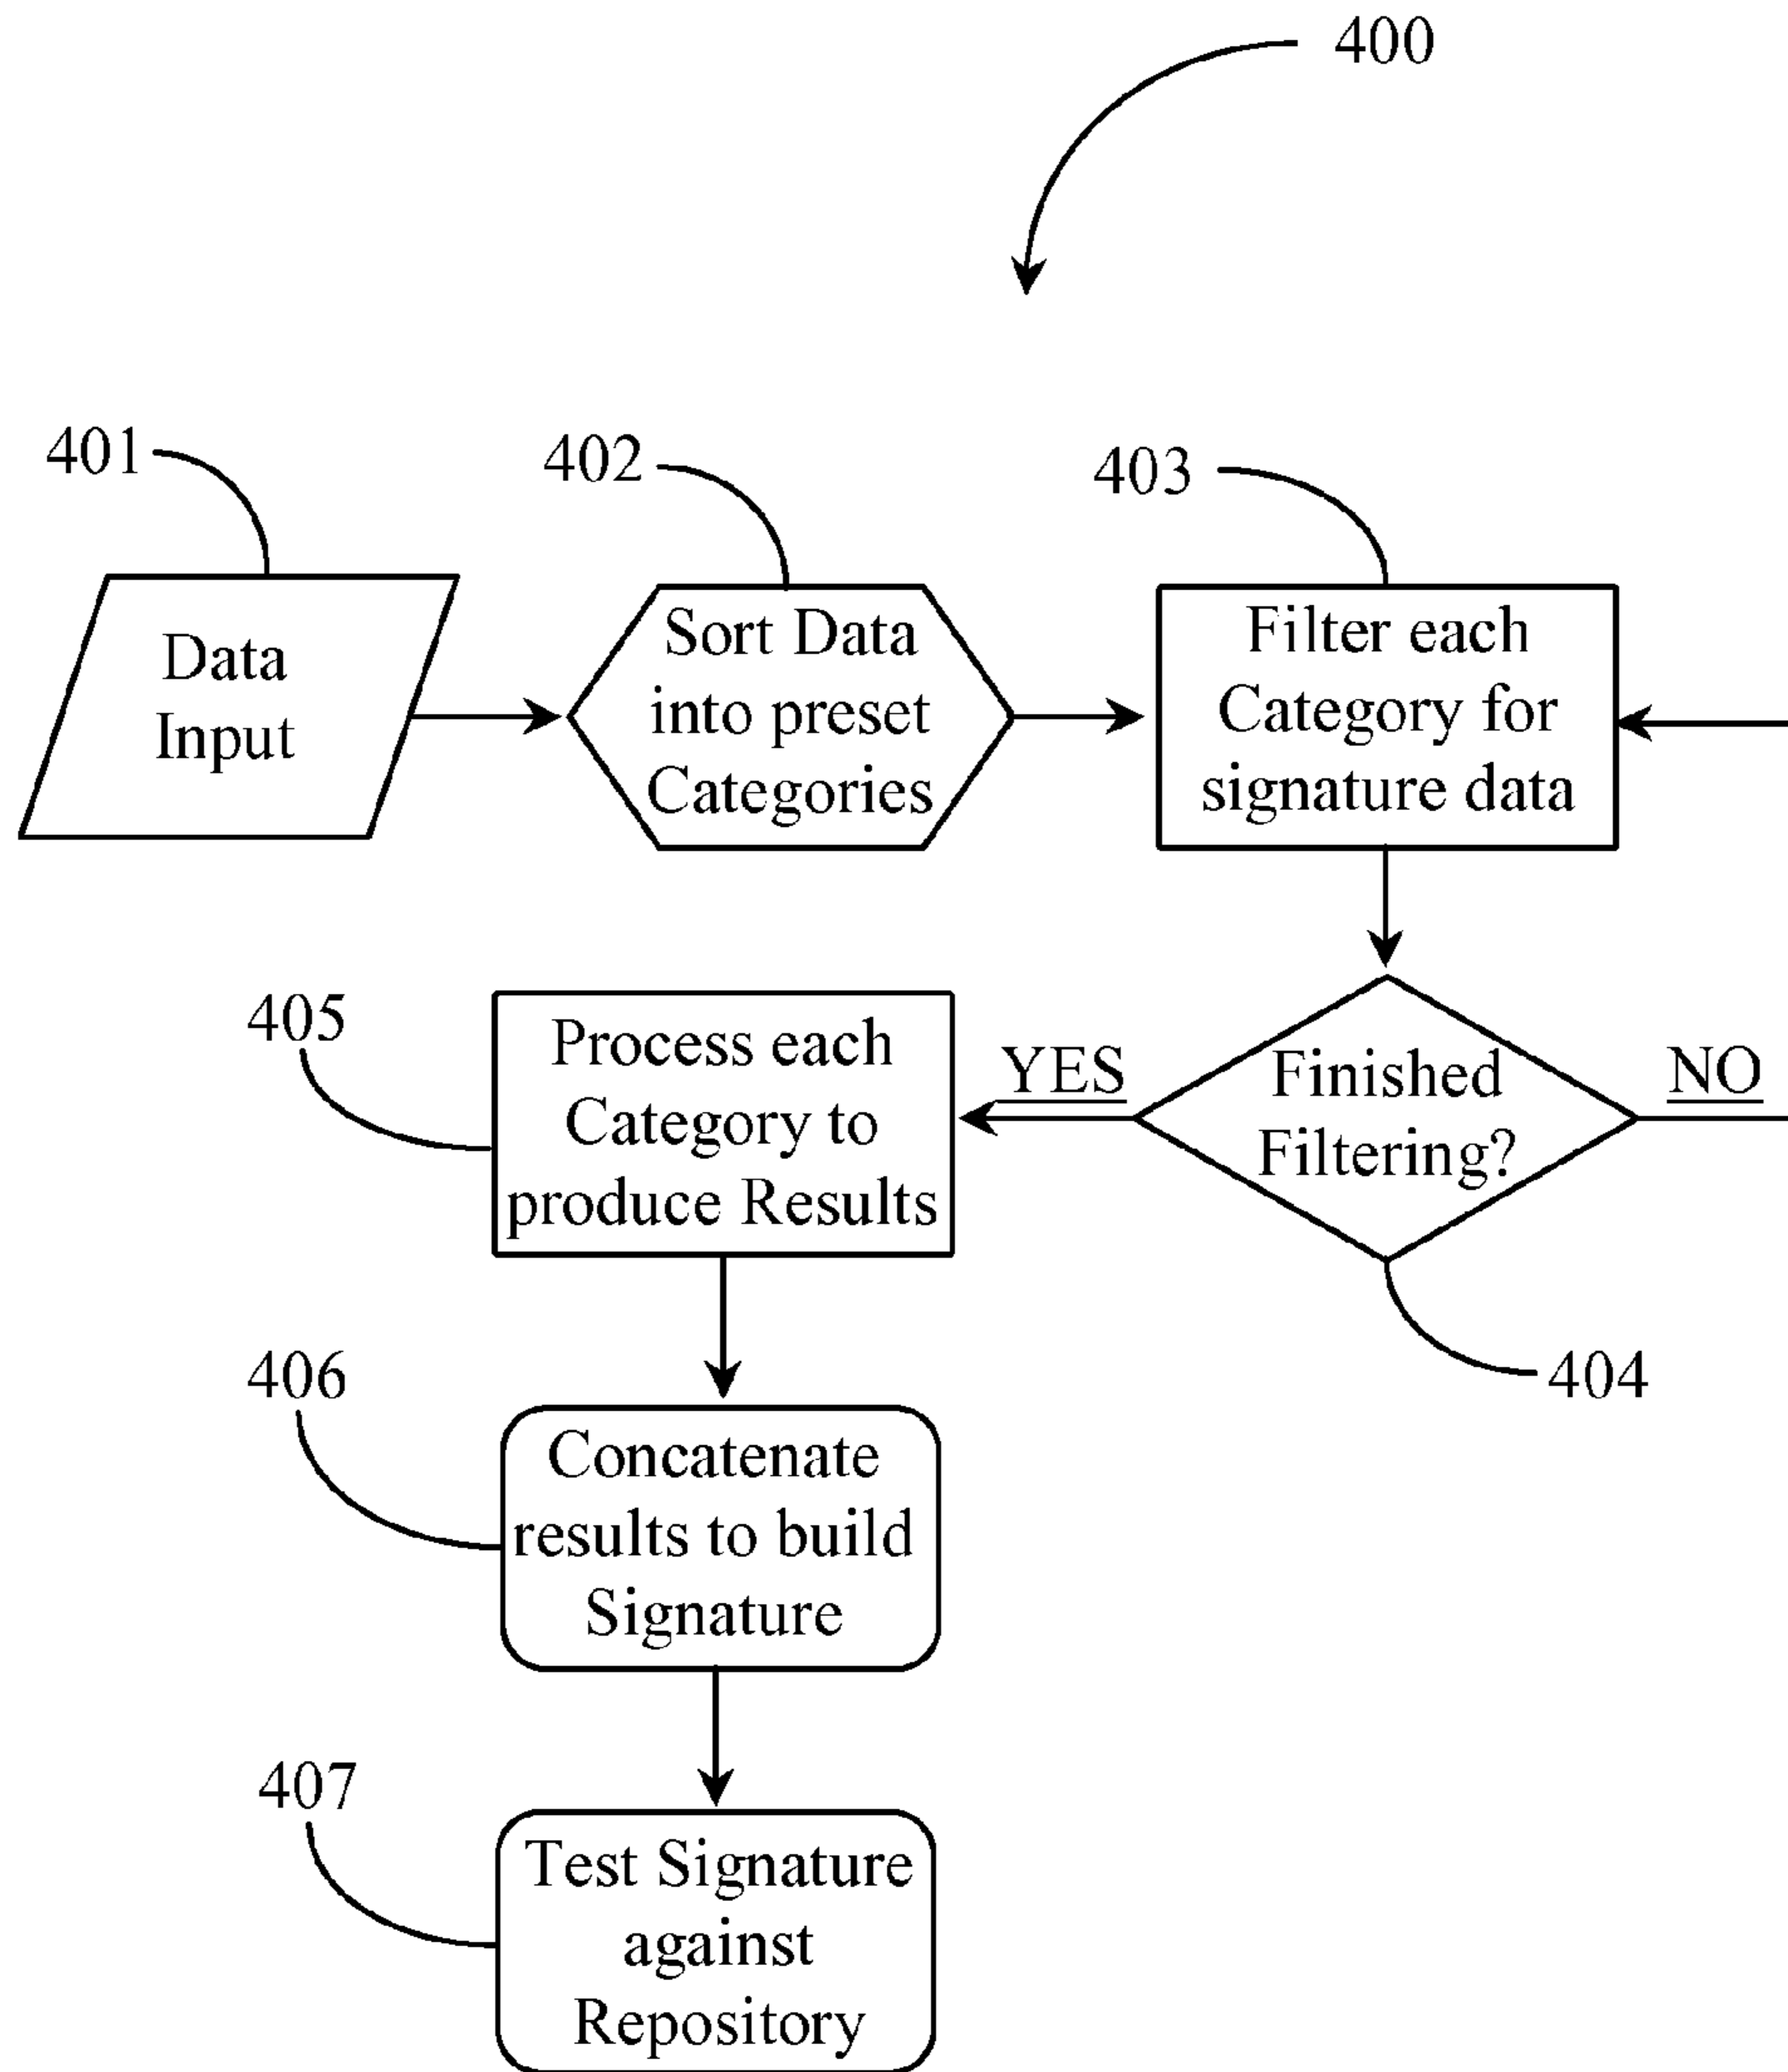 400
401
402
403
Data
Input
Sort Data
into preset
Categories
Filter each
Category for
signature data
405
Process each
Category to
produce Results
YES
Finished
Filtering?
NO
404
406
Concatenate
results to build
Signature
407
Test Signature
against
Repository